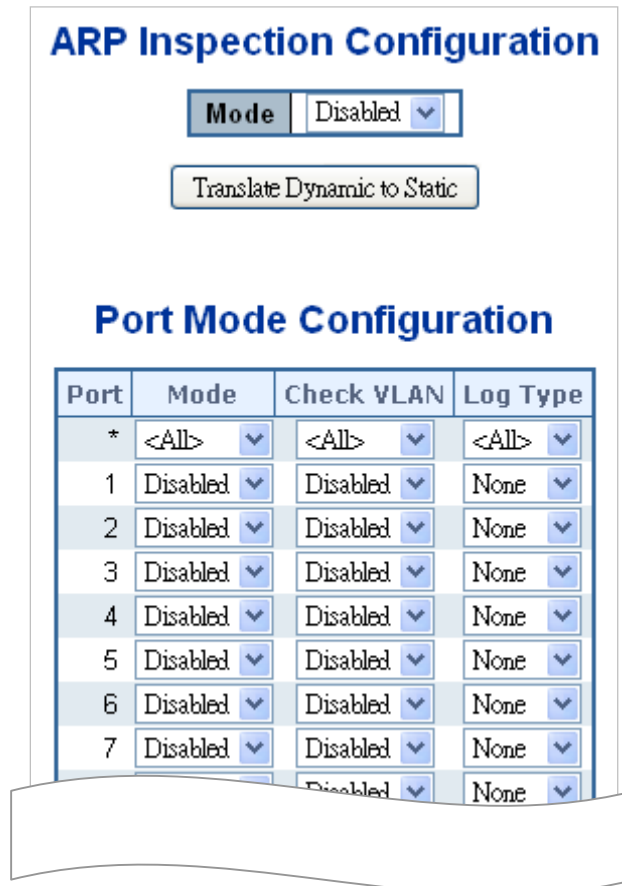 ARP Inspection Configuration
Mode Disabled
Translate Dynamic to Static
Port Mode Configuration
Port Mode Check VLAN Log Type
* <All> <All> <All>
1 Disabled Disabled None
2 Disabled Disabled None
3 Disabled Disabled None
4 Disabled Disabled None
5 Disabled Disabled None
6 Disabled Disabled None
7 Disabled Disabled None
Disabled None